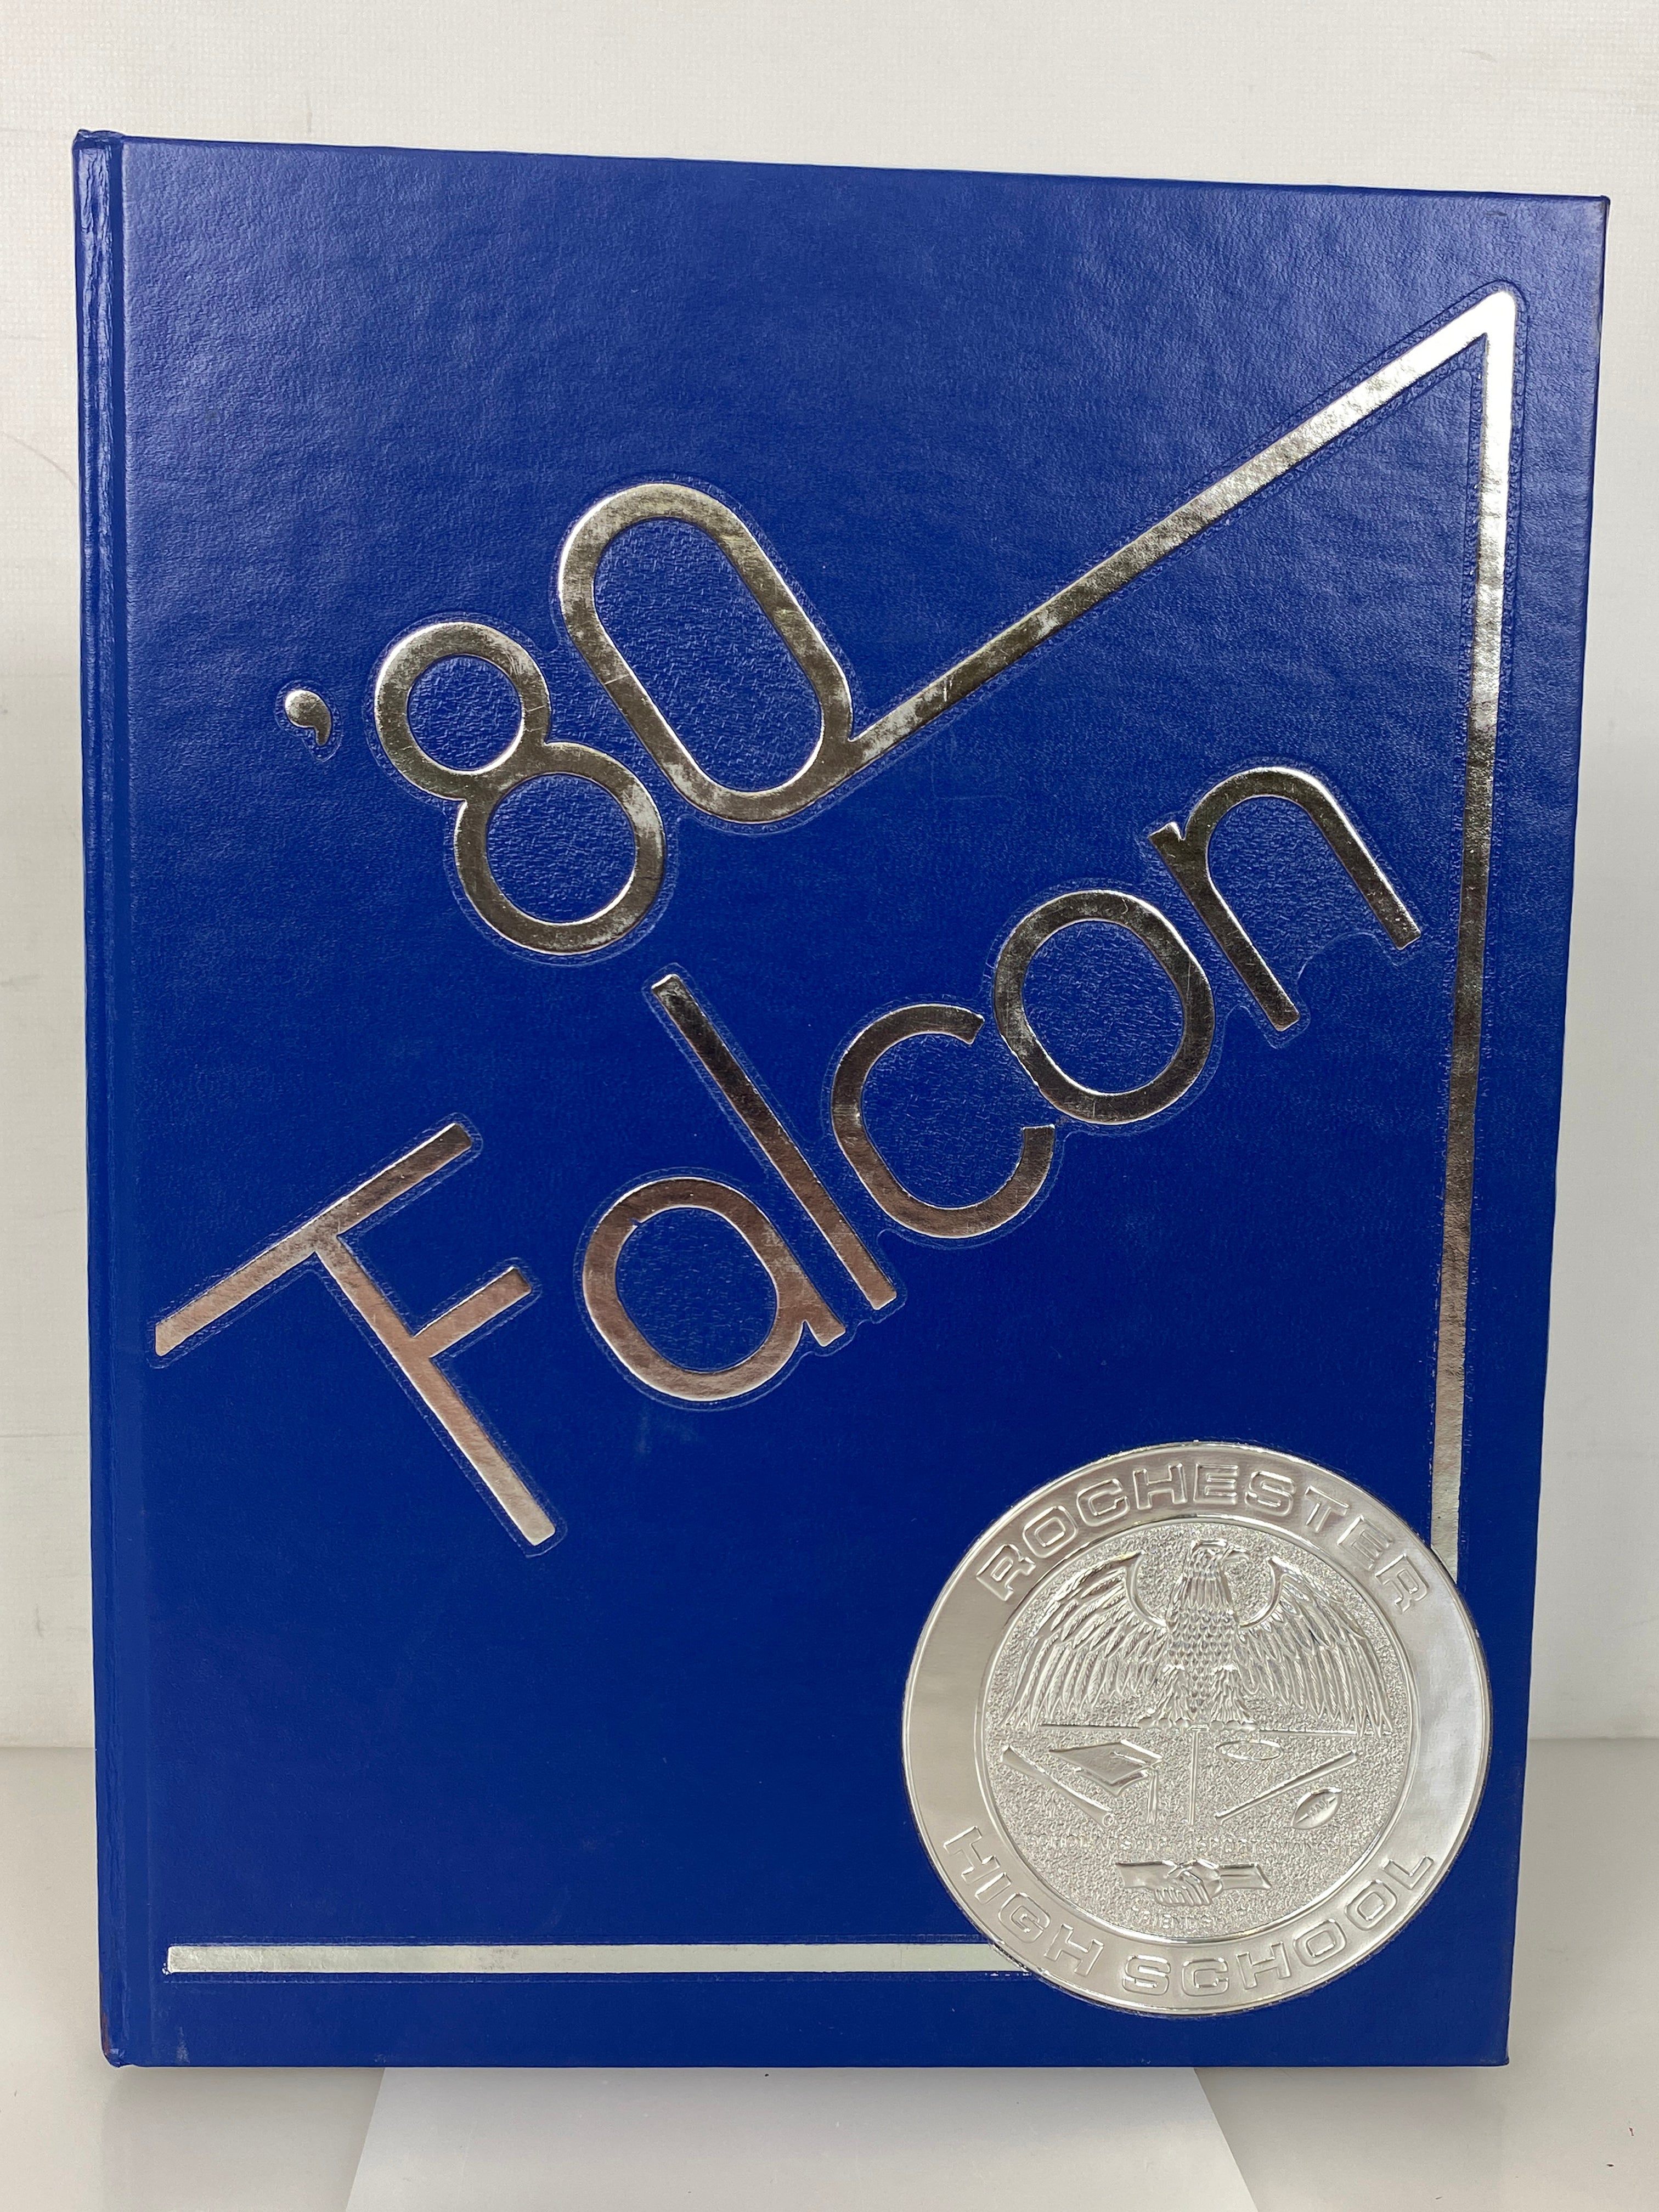 '80
Falcon
ROCHESTER
HIGH SCHOOL